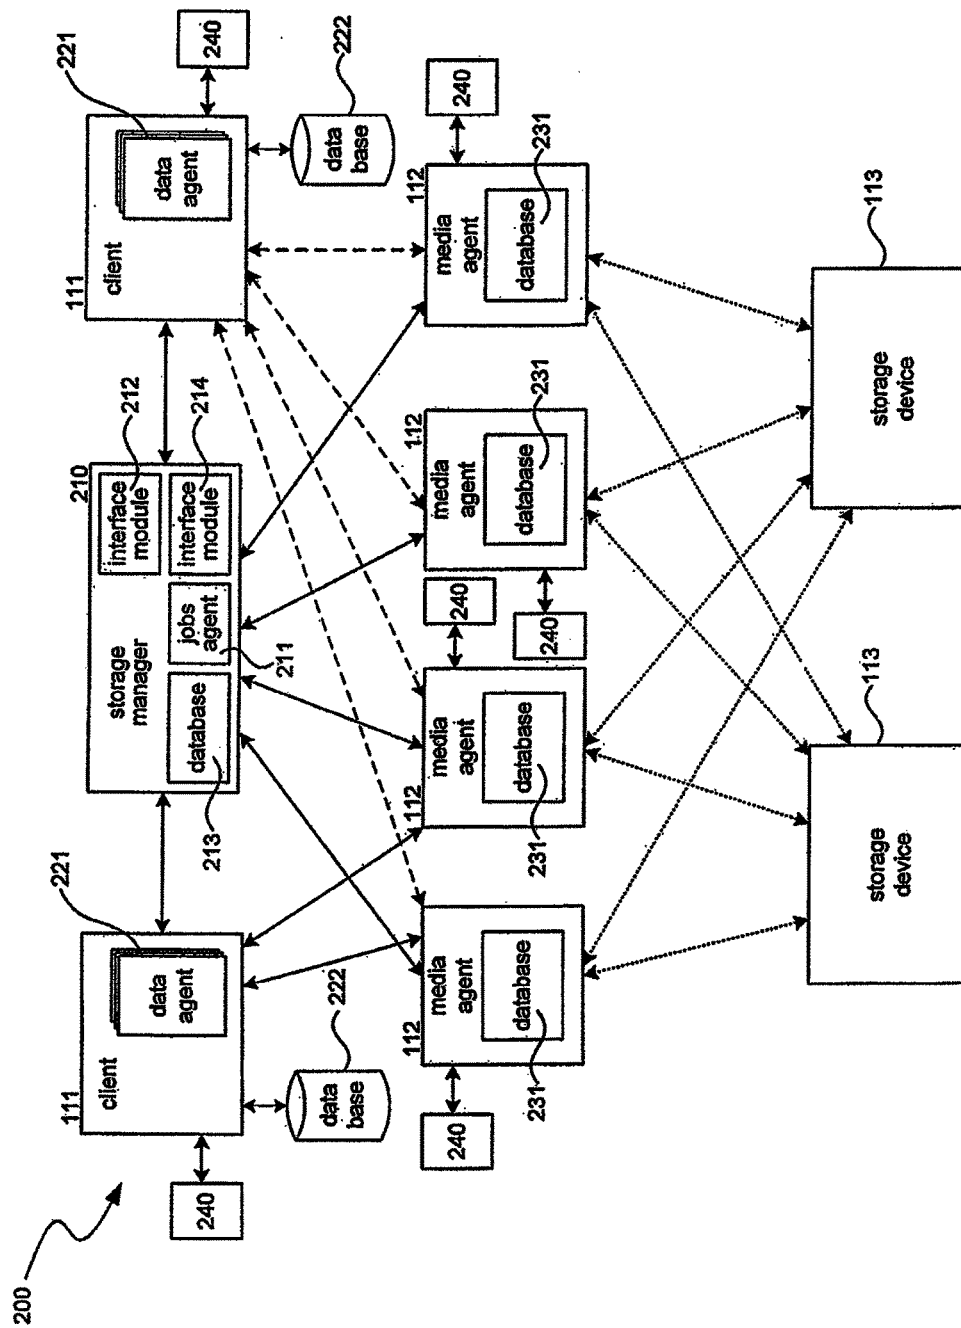 200
240
111
client
data
agent
221
data
base
222
210
storage
manager
database
213
jobs
agent
211
interface
module
212
interface
module
214
111
client
data
agent
221
240
data
base
222
240
112
media
agent
database
231
112
media
agent
database
231
240
240
112
media
agent
database
231
112
media
agent
database
231
240
storage
device
113
storage
device
113